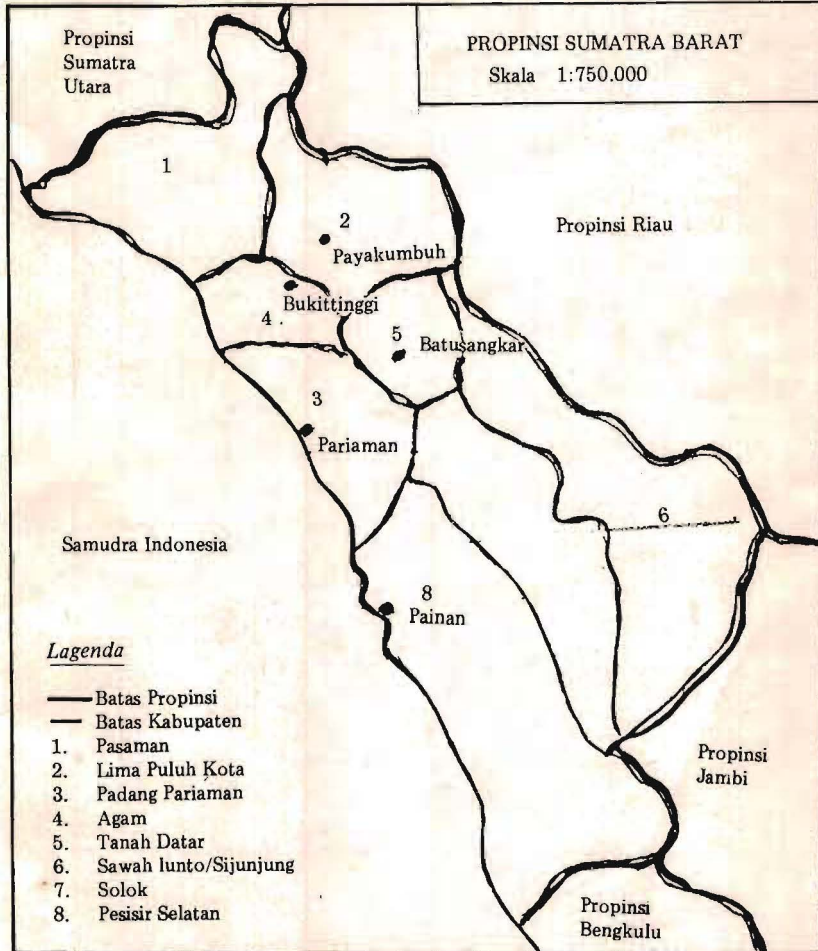 Propinsi
Sumatra
Utara
PROPINSI SUMATRA BARAT
Skala 1:750.000
1
2
Payakumbuh
Propinsi Riau
Bukittinggi
4
5
Batusangkar
3
Pariaman
6
Samudra Indonesia
8
Painan
Lagenda
Batas Propinsi
Batas Kabupaten
1. Pasaman
2. Lima Puluh Kota
3. Padang Pariaman
4. Agam
5. Tanah Datar
6. Sawah lunto/Sijunjung
7. Solok
8. Pesisir Selatan
Propinsi
Jambi
Propinsi
Bengkulu